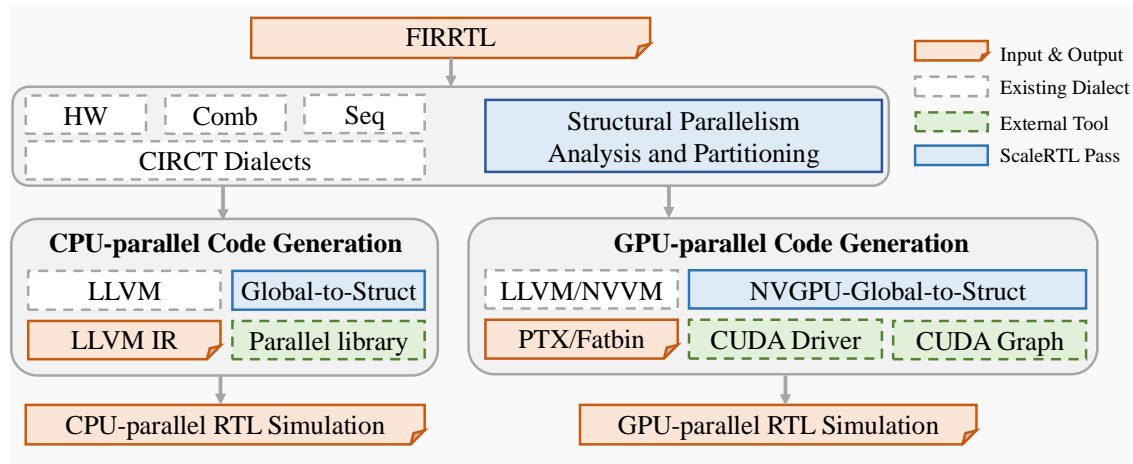 FIRRTL
Input & Output
Existing Dialect
External Tool
ScaleRTL Pass
HW
Comb
Seq
CIRCT Dialects
Structural Parallelism
Analysis and Partitioning
CPU-parallel Code Generation
LLVM
Global-to-Struct
LLVM IR
Parallel library
CPU-parallel RTL Simulation
GPU-parallel Code Generation
LLVM/NVVM
NVGPU-Global-to-Struct
PTX/Fatbin
CUDA Driver
CUDA Graph
GPU-parallel RTL Simulation